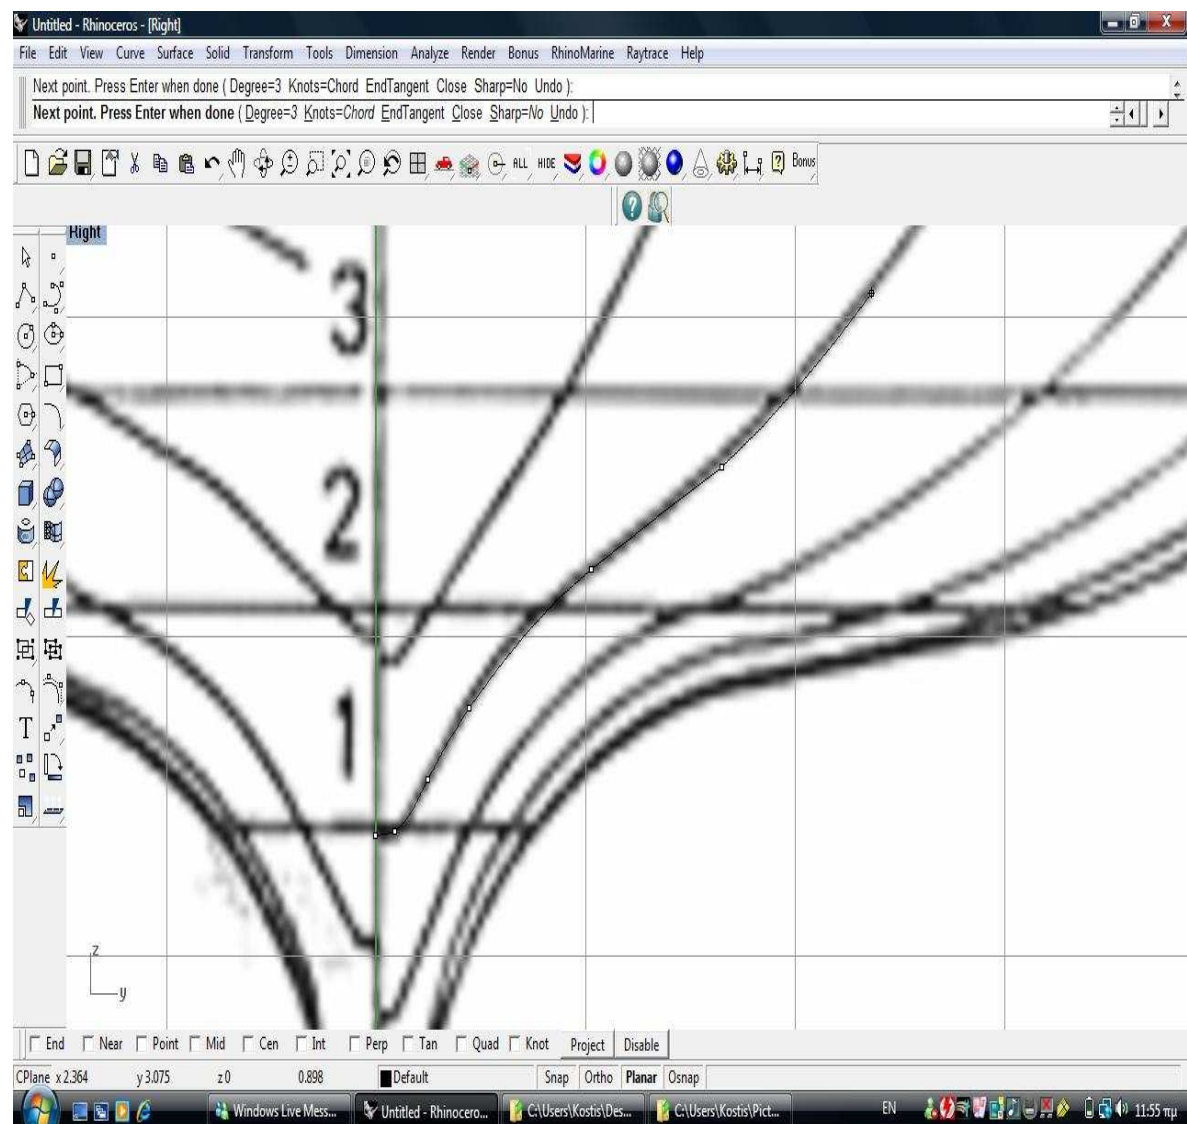 Untitled - Rhinoceros - [Right]
File Edit View Curve Surface Solid Transform Tools Dimension Analyze Render Bonus RhinoMarine Raytrace Help
Next point. Press Enter when done ( Degree=3 Knots=Chord EndTangent Close Sharp=No Undo ):
Next point. Press Enter when done ( Degree=3 Knots=Chord EndTangent Close Sharp=No Undo ):
ALL HIDE Bonus
Right
3
2
1
z
y
T
End Near Point Mid Cen Int Perp Tan Quad Knot Project Disable
CPlane x 2.364 y 3.075 z 0 0.898 Default Snap Ortho Planar Osnap
Windows Live Mess... Untitled - Rhinocero... C:\Users\Kostis\Des... C:\Users\Kostis\Pict... EN 11:55 πμ